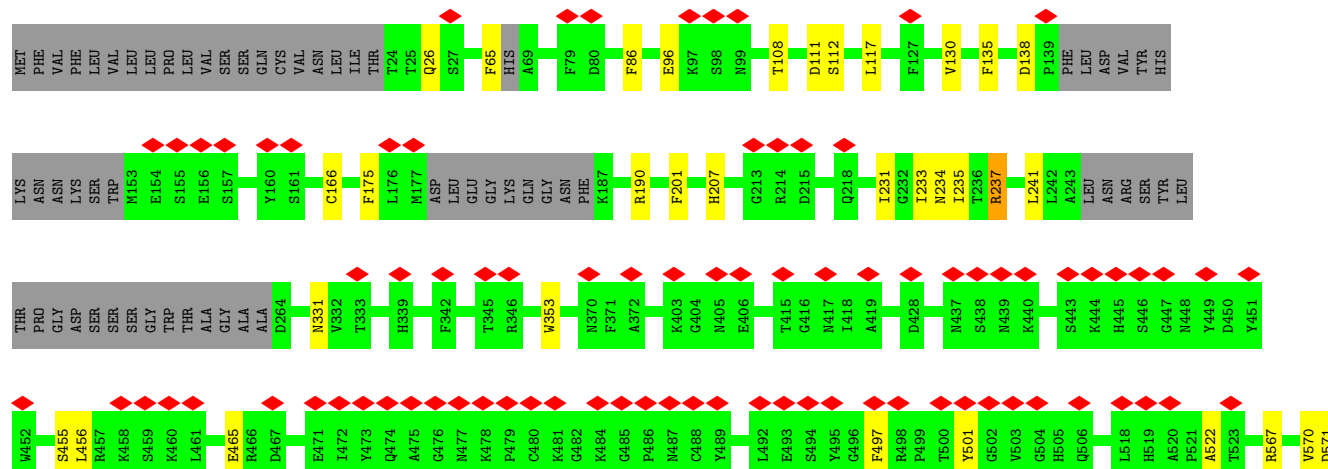 MET PHE VAL PHE LEU VAL LEU LEU PRO LEU VAL SER SER GLN CYS VAL ASN LEU ILE THR T24 T25 Q26 S27 F65 HIS A69 F79 D80 F86 E96 K97 S98 N99 T108 D111 S112 L117 F127 V130 F135 D138 P139 PHE LEU ASP VAL TYR HIS
LYS ASN ASN LYS SER TRP M153 E154 S155 E156 S157 Y160 S161 C166 F175 L176 M177 ASP LEU GLU GLY LYS GLN GLY ASN PHE K187 R190 F201 H207 G213 R214 D215 Q218 I231 G232 I233 N234 I235 T236 R237 L241 L242 A243 LEU ASN ARG SER TYR LEU
THR PRO GLY ASP SER SER SER GLY TRP THR ALA GLY ALA ALA D264 N331 V332 T333 H339 F342 T345 R346 W353 N370 F371 A372 K403 G404 N405 E406 T415 G416 N417 I418 A419 D428 N437 S438 N439 K440 S443 K444 H445 S446 G447 N448 Y449 D450 Y451
W452 S455 L456 R457 K458 S459 K460 L461 E465 R466 D467 E471 I472 Y473 Q474 A475 G476 N477 K478 P479 C480 K481 G482 K484 G485 P486 N487 C488 Y489 L492 E493 S494 Y495 G496 F497 R498 P499 T500 Y501 G502 V503 G504 H505 Q506 L518 H519 A520 P521 A522 T523 R567 V570 D571